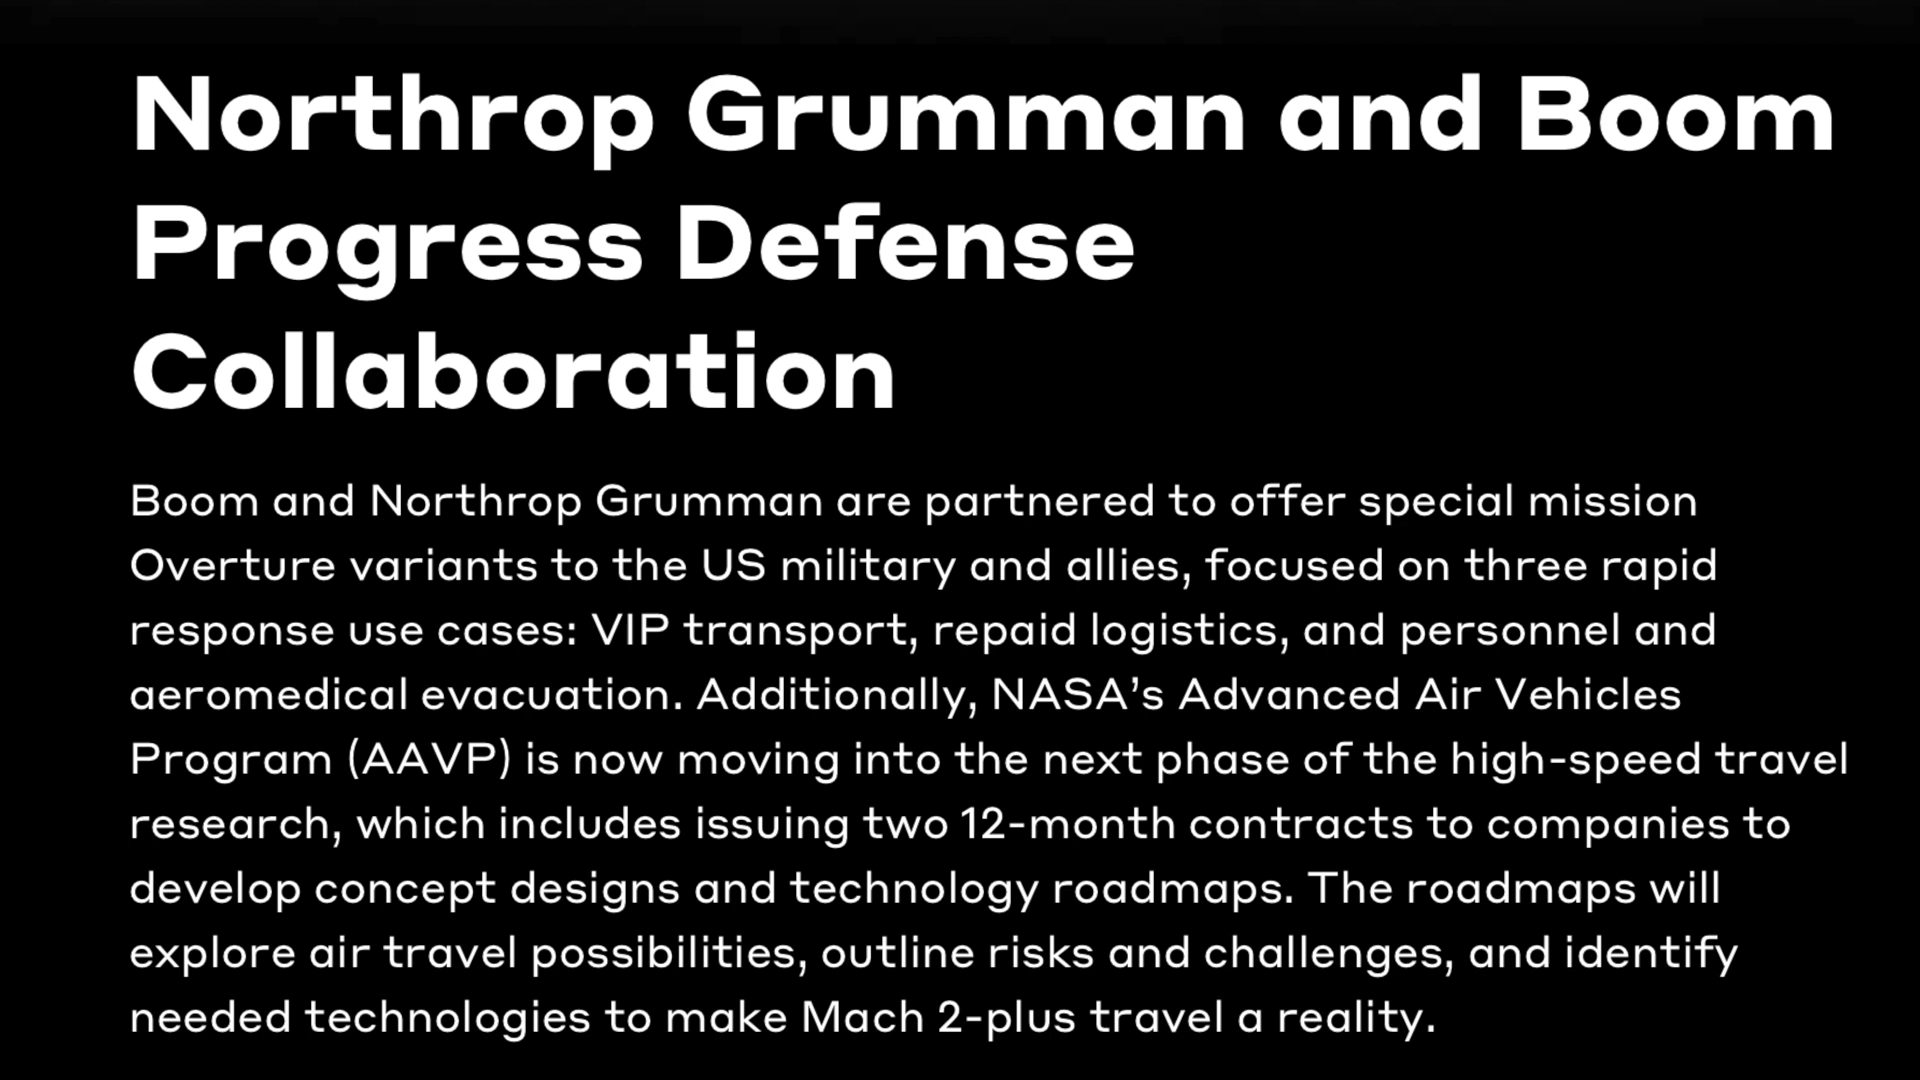 Northrop Grumman and Boom
Progress Defense
Collaboration
Boom and Northrop Grumman are partnered to offer special mission
Overture variants to the US military and allies, focused on three rapid
response use cases: VIP transport, repaid logistics, and personnel and
aeromedical evacuation. Additionally, NASA’s Advanced Air Vehicles
Program (AAVP) is now moving into the next phase of the high-speed travel
research, which includes issuing two 12-month contracts to companies to
develop concept designs and technology roadmaps. The roadmaps will
explore air travel possibilities, outline risks and challenges, and identify
needed technologies to make Mach 2-plus travel a reality.